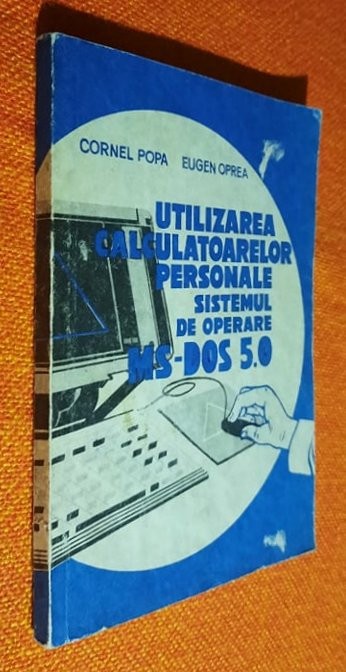 CORNEL POPA EUGEN OPREA
UTILIZAREA
CALCULATOARELOR
PERSONALE
SISTEMUL
DE OPERARE
MS-DOS 5.0